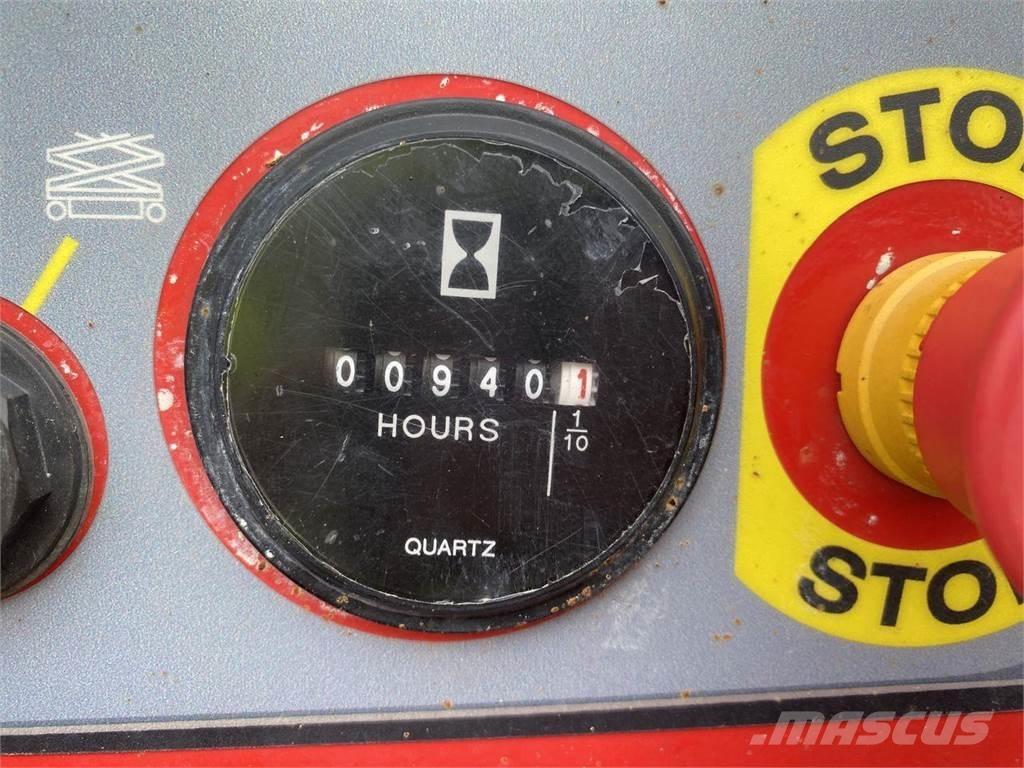 STO
0 0 9 4 0 1
HOURS
1/10
QUARTZ
STO
MASCUS